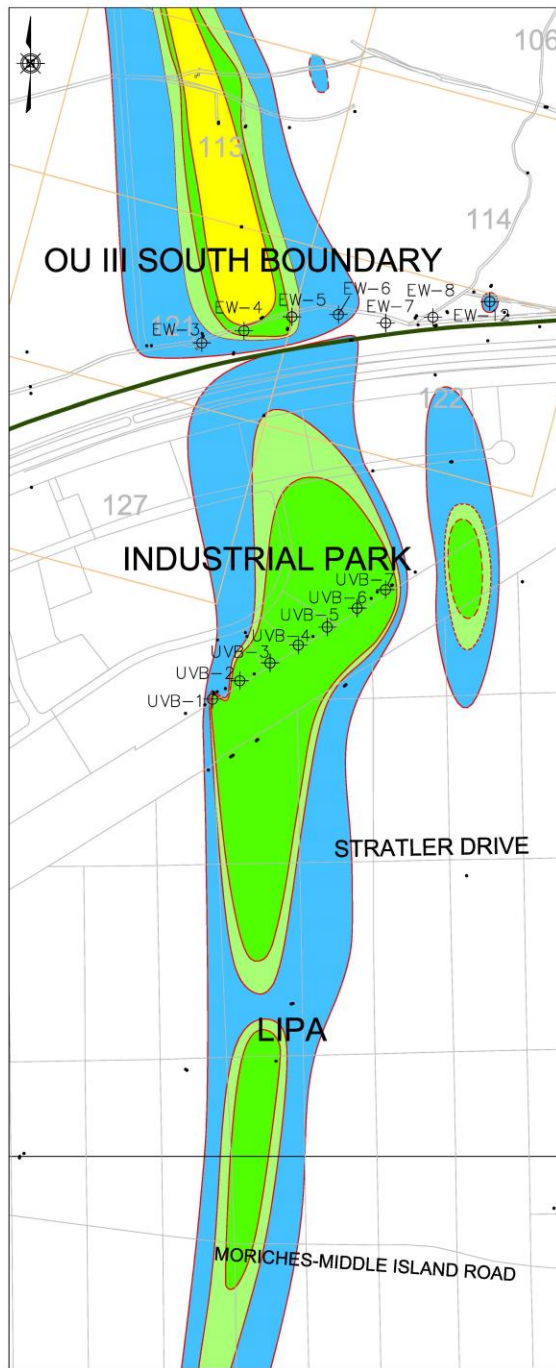 106
113
114
OU III SOUTH BOUNDARY
EW-6
EW-8
EW-5
EW-7
EW-12
EW-4
121
EW-3
122
127
INDUSTRIAL PARK
UVB-7
UVB-6
UVB-5
UVB-4
UVB-3
UVB-2
UVB-1
STRATLER DRIVE
LIPA
MORICHES-MIDDLE ISLAND ROAD